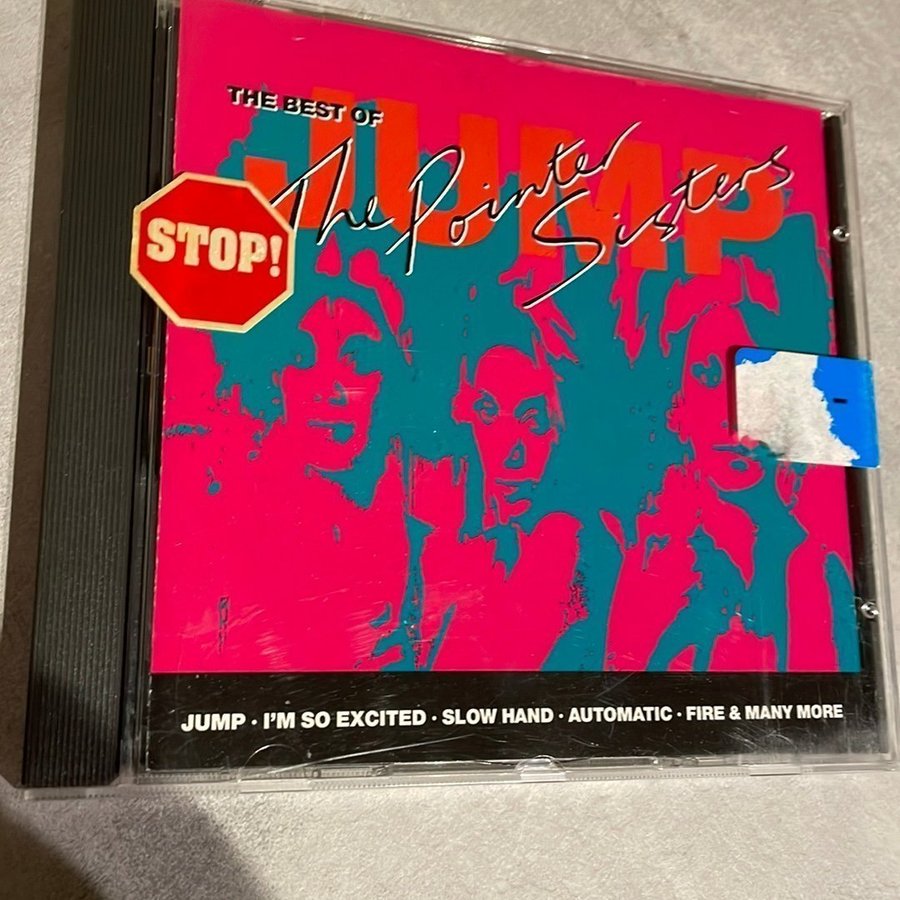 THE BEST OF
JUMP
The Pointer
Sisters
STOP!
JUMP · I'M SO EXCITED · SLOW HAND · AUTOMATIC · FIRE & MANY MORE